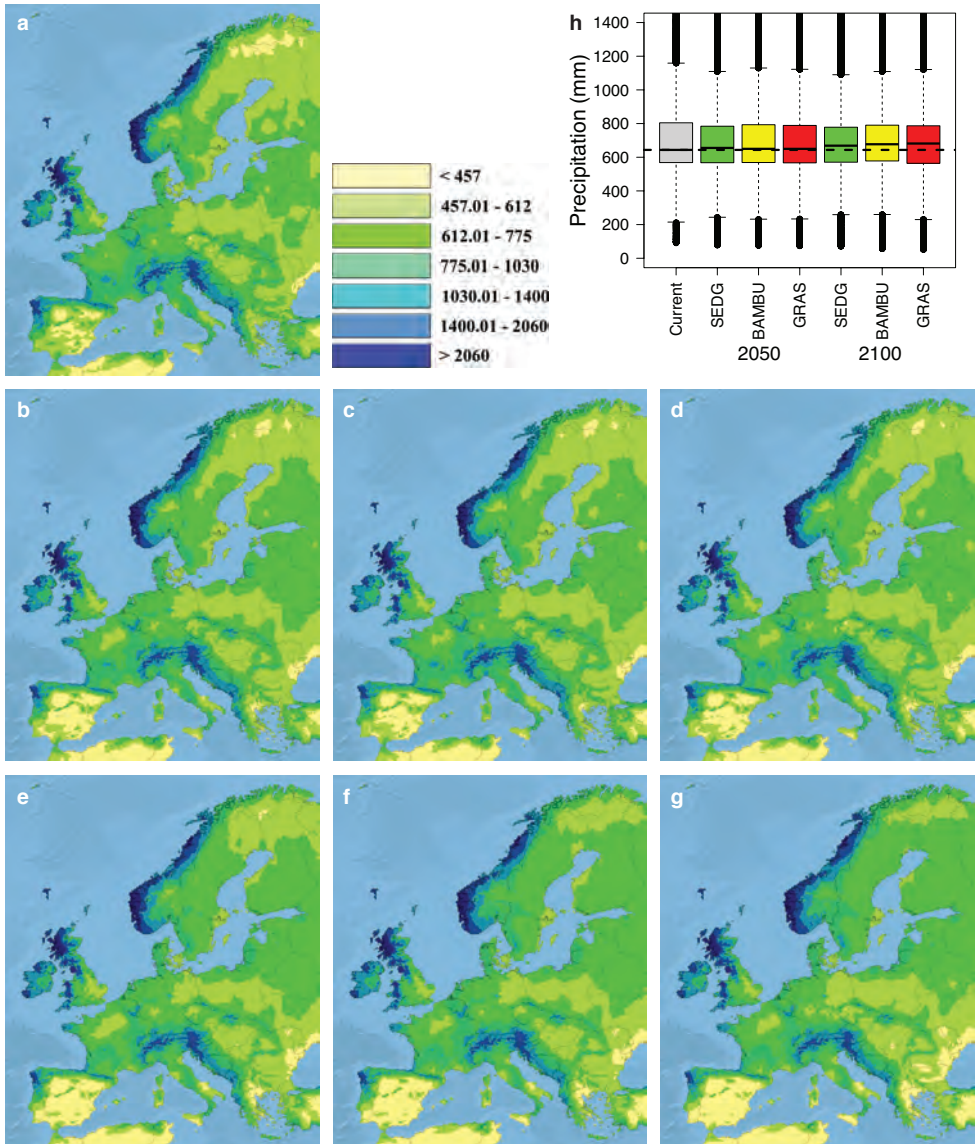 a
< 457
457.01 - 612
612.01 - 775
775.01 - 1030
1030.01 - 1400
1400.01 - 2060
> 2060
h
Precipitation (mm)
1400
1200
1000
800
600
400
200
0
Current
SEDG
BAMBU
GRAS
SEDG
BAMBU
GRAS
2050
2100
b
c
d
e
f
g